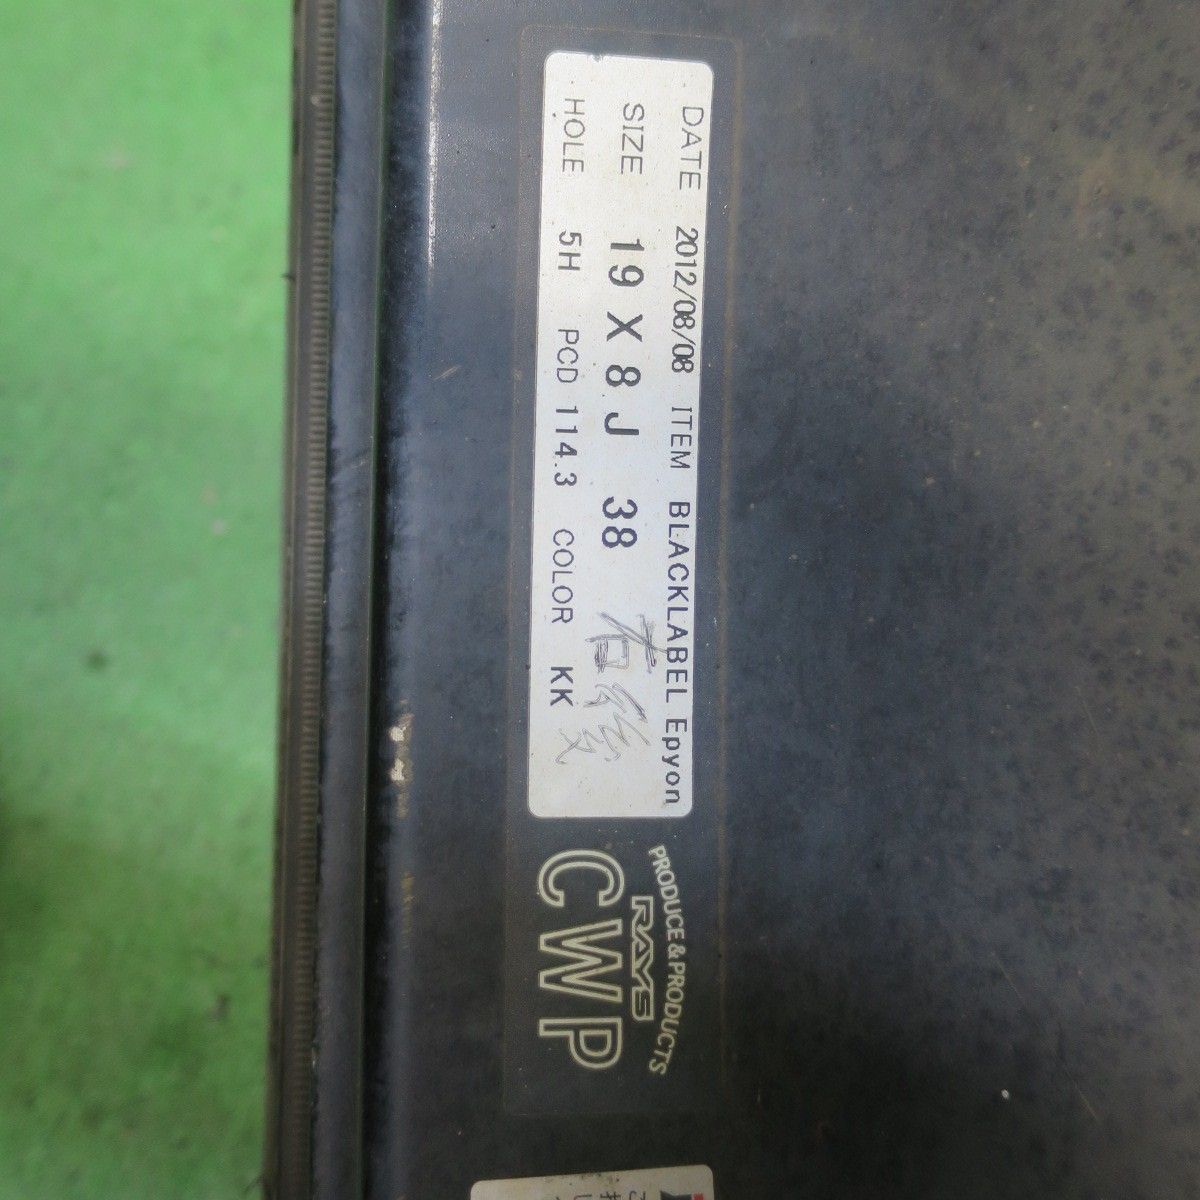 DATE 2012/08/08 ITEM BLACKLABEL Epyon
SIZE 19 X 8 J 38
HOLE 5H PCD 114.3 COLOR KK
PRODUCE & PRODUCTS
RAYS
CWP